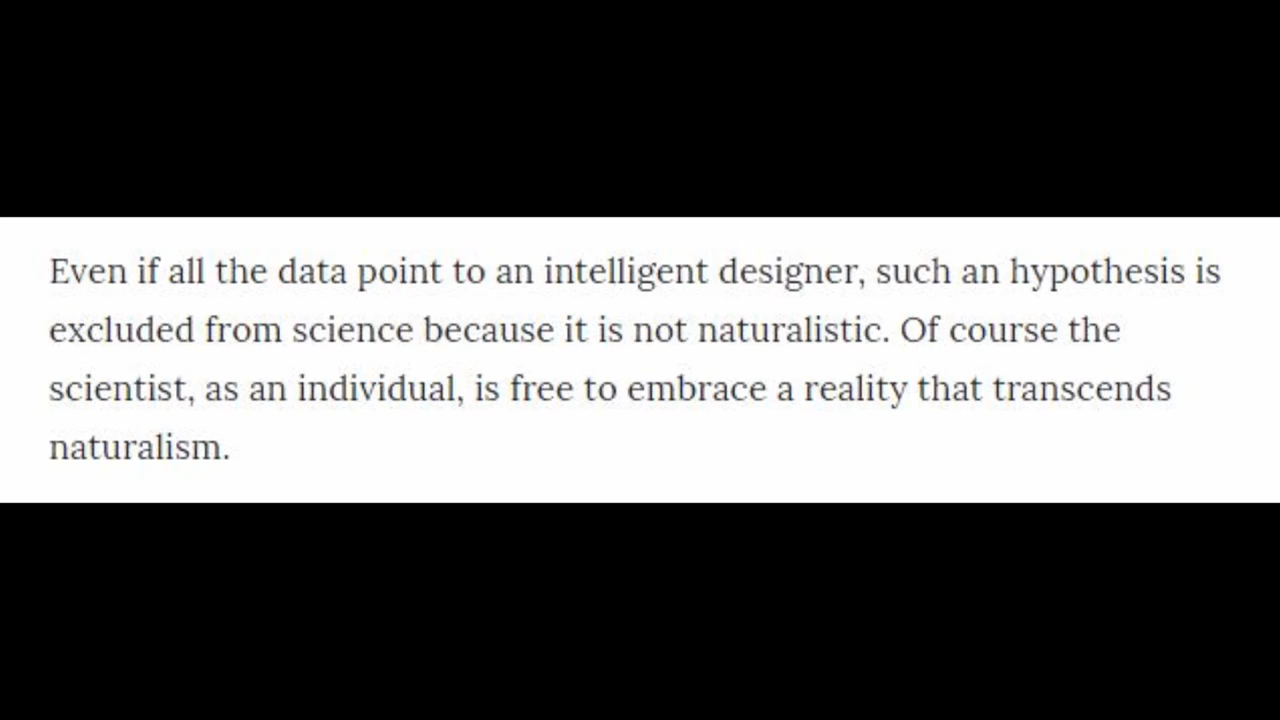 Even if all the data point to an intelligent designer, such an hypothesis is
excluded from science because it is not naturalistic. Of course the
scientist, as an individual, is free to embrace a reality that transcends
naturalism.